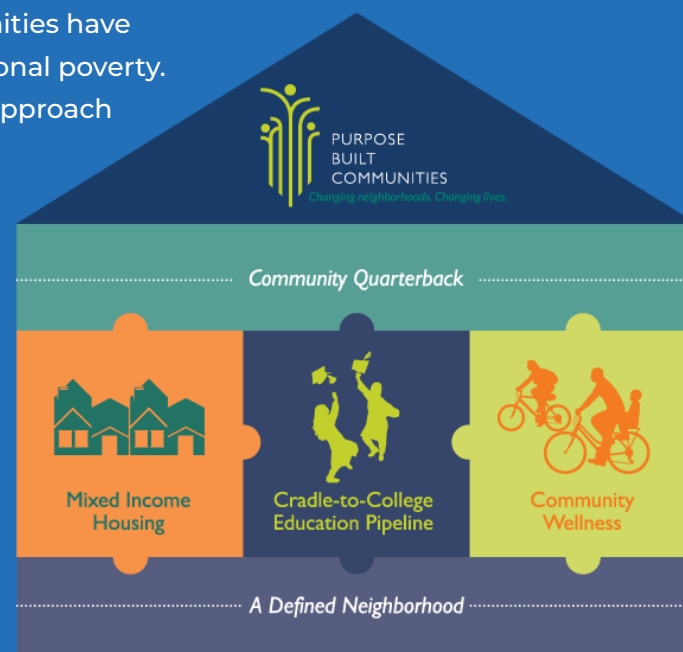 ities have
onal poverty.
pproach
PURPOSE
BUILT
COMMUNITIES
Changing neighborhoods. Changing lives.
Community Quarterback
Mixed Income
Housing
Cradle-to-College
Education Pipeline
Community
Wellness
A Defined Neighborhood